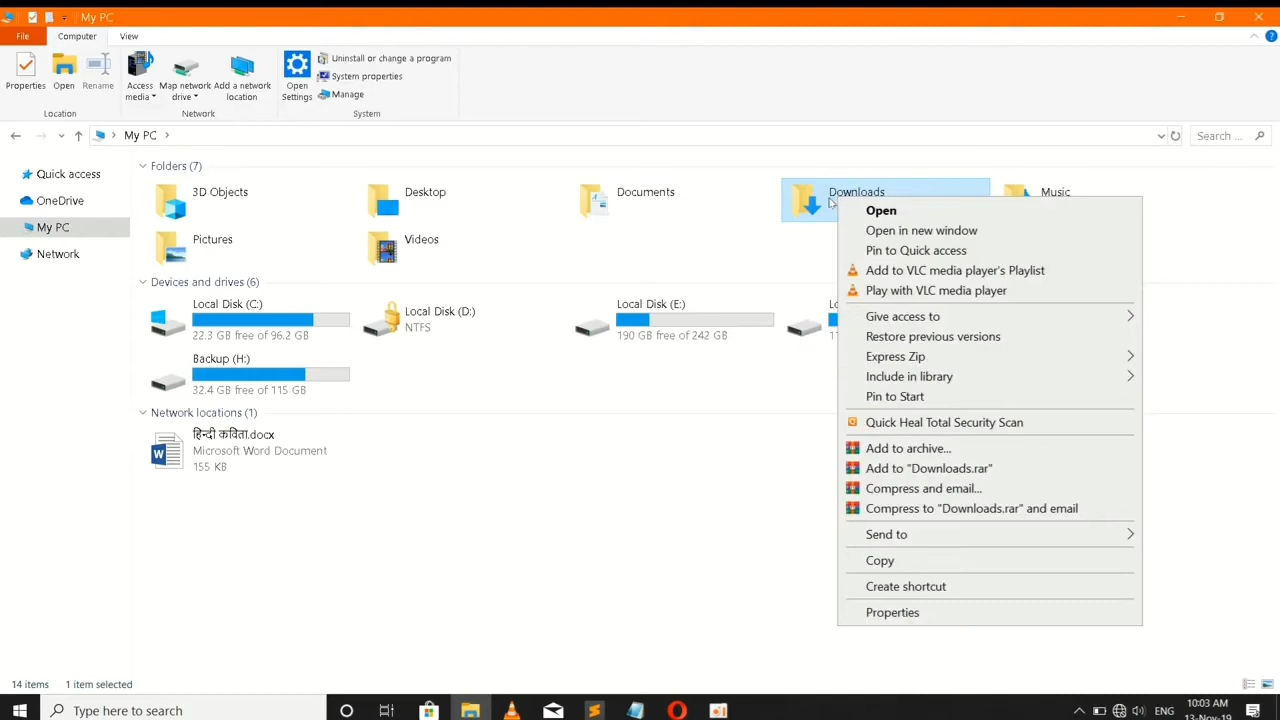 My PC
File
Computer
View
Properties
Open
Rename
Access media
Map network drive
Add a network location
Open Settings
Uninstall or change a program
System properties
Manage
Location
Network
System
My PC
Search ...
Quick access
OneDrive
My PC
Network
Folders (7)
3D Objects
Desktop
Documents
Downloads
Music
Pictures
Videos
Devices and drives (6)
Local Disk (C:)
22.3 GB free of 96.2 GB
Local Disk (D:)
NTFS
Local Disk (E:)
190 GB free of 242 GB
Backup (H:)
32.4 GB free of 115 GB
Network locations (1)
हिन्दी कविता.docx
Microsoft Word Document
155 KB
Open
Open in new window
Pin to Quick access
Add to VLC media player's Playlist
Play with VLC media player
Give access to
Restore previous versions
Express Zip
Include in library
Pin to Start
Quick Heal Total Security Scan
Add to archive...
Add to "Downloads.rar"
Compress and email...
Compress to "Downloads.rar" and email
Send to
Copy
Create shortcut
Properties
14 items
1 item selected
Type here to search
ENG
10:03 AM
13-Nov-19